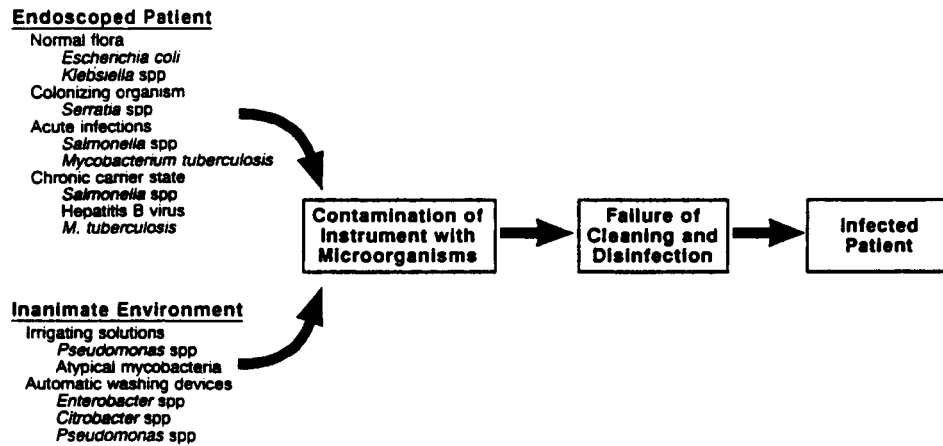 Endoscoped Patient
Normal flora
Escherichia coli
Klebsiella spp
Colonizing organism
Serratia spp
Acute infections
Salmonella spp
Mycobacterium tuberculosis
Chronic carrier state
Salmonella spp
Hepatitis B virus
M. tuberculosis
Contamination of
Instrument with
Microorganisms
Failure of
Cleaning and
Disinfection
Infected
Patient
Inanimate Environment
Irrigating solutions
Pseudomonas spp
Atypical mycobacteria
Automatic washing devices
Enterobacter spp
Citrobacter spp
Pseudomonas spp